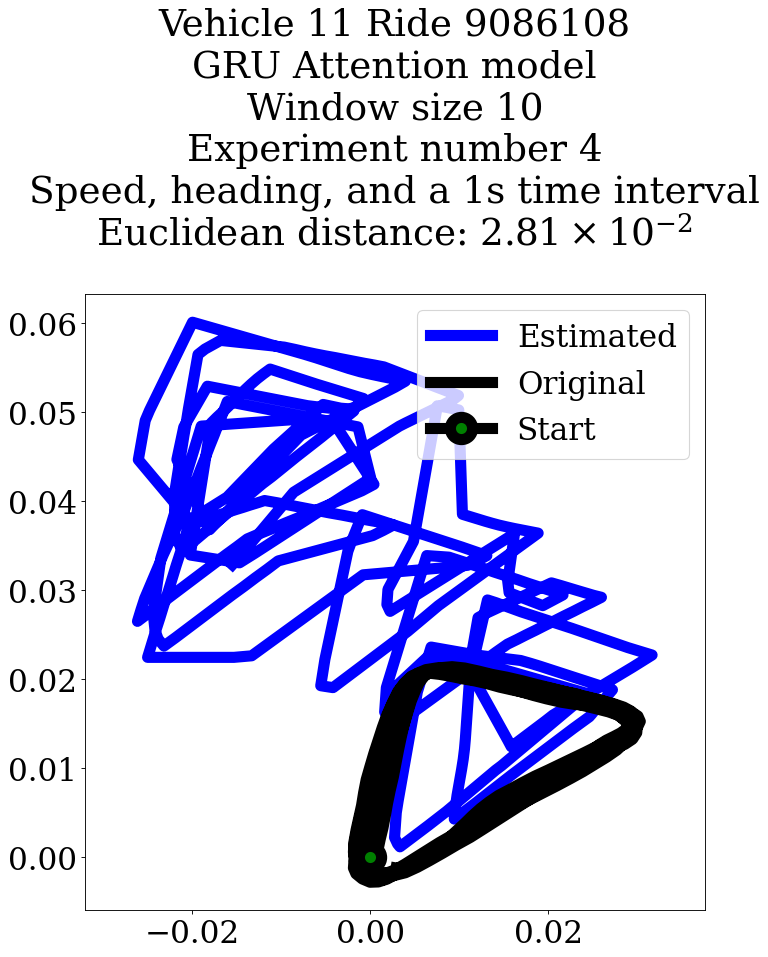 Vehicle 11 Ride 9086108
GRU Attention model
Window size 10
Experiment number 4
Speed, heading, and a 1s time interval
Euclidean distance: 2.81 × 10⁻²
Estimated
Original
Start
0.06
0.05
0.04
0.03
0.02
0.01
0.00
−0.02 0.00 0.02